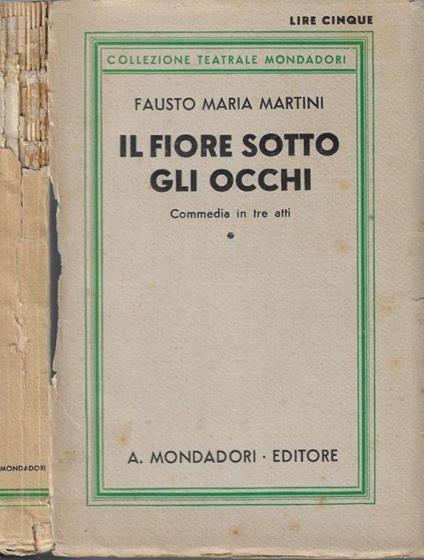 LIRE CINQUE
COLLEZIONE TEATRALE MONDADORI
FAUSTO MARIA MARTINI
IL FIORE SOTTO
GLI OCCHI
Commedia in tre atti
A. MONDADORI · EDITORE
MONDADORI